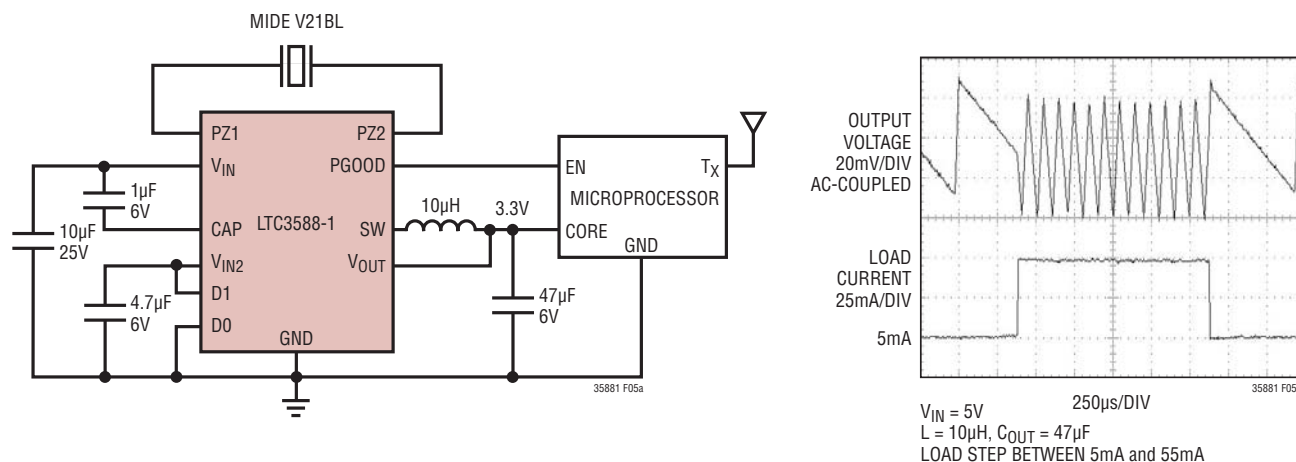 MIDE V21BL
PZ1
PZ2
VIN
PGOOD
1µF
6V
CAP
LTC3588-1
SW
10µF
25V
VIN2
VOUT
D1
4.7µF
6V
D0
GND
10µH
3.3V
47µF
6V
EN
TX
MICROPROCESSOR
CORE
GND
35881 F05a
OUTPUT
VOLTAGE
20mV/DIV
AC-COUPLED
LOAD
CURRENT
25mA/DIV
5mA
250µs/DIV
35881 F05
VIN = 5V
L = 10µH, COUT = 47µF
LOAD STEP BETWEEN 5mA and 55mA